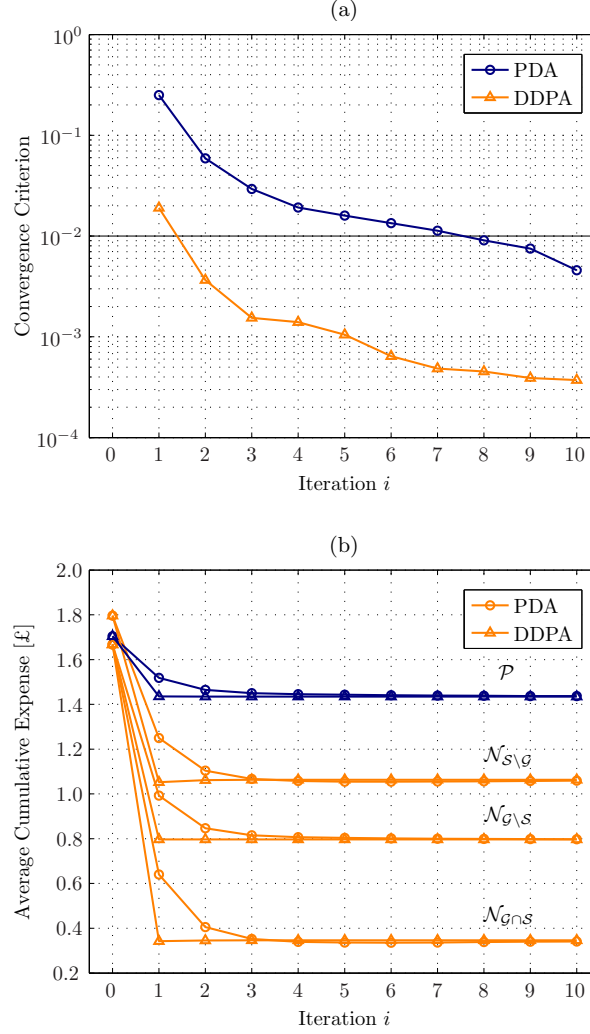 (a)
10^0
10^{-1}
10^{-2}
10^{-3}
10^{-4}
Convergence Criterion
PDA
DDPA
0 1 2 3 4 5 6 7 8 9 10
Iteration i
(b)
2.0
1.8
1.6
1.4
1.2
1.0
0.8
0.6
0.4
0.2
Average Cumulative Expense [£]
PDA
DDPA
𝒫
𝒩_{𝒮\𝒢}
𝒩_{𝒢\𝒮}
𝒩_{𝒢∩𝒮}
0 1 2 3 4 5 6 7 8 9 10
Iteration i